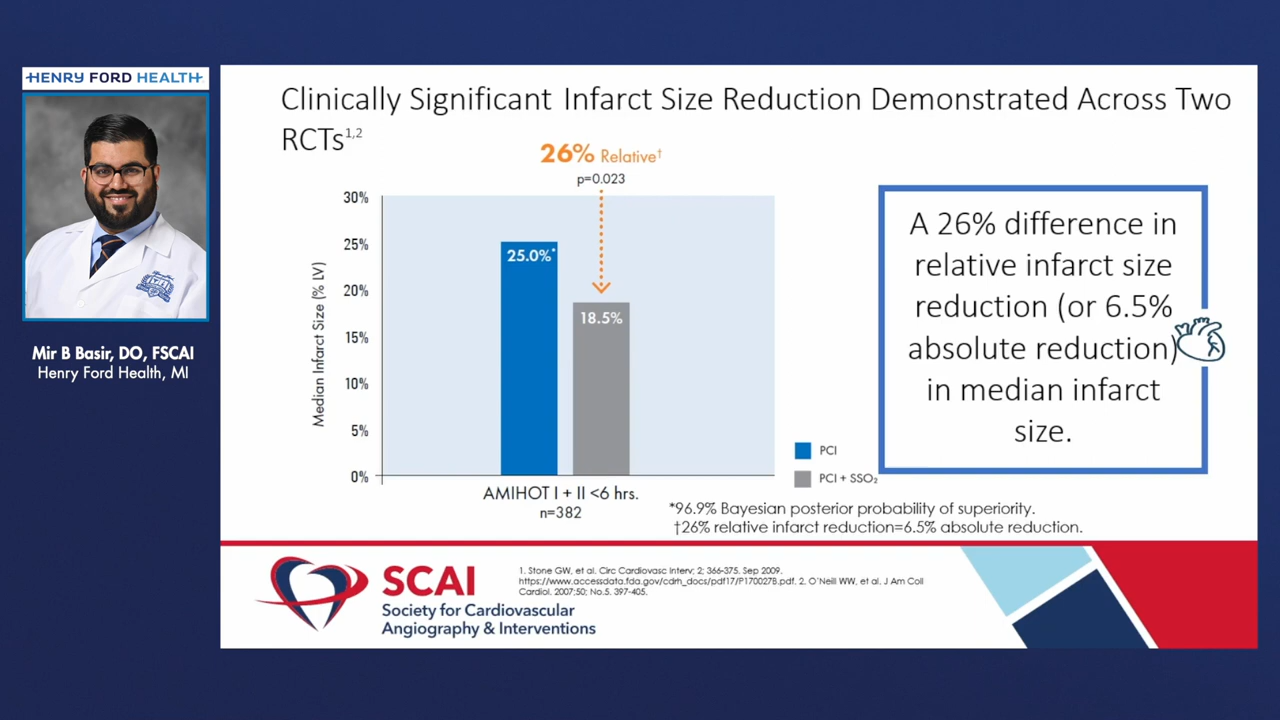 HENRY FORD HEALTH
Mir B Basir, DO, FSCAI
Henry Ford Health, MI
Clinically Significant Infarct Size Reduction Demonstrated Across Two
RCTs1,2
26% Relative†
p=0.023
Median Infarct Size (% LV)
30%
25%
20%
15%
10%
5%
0%
25.0%*
18.5%
AMIHOT I + II <6 hrs.
n=382
PCI
PCI + SSO₂
A 26% difference in
relative infarct size
reduction (or 6.5%
absolute reduction)
in median infarct
size.
*96.9% Bayesian posterior probability of superiority.
†26% relative infarct reduction=6.5% absolute reduction.
SCAI
Society for Cardiovascular
Angiography & Interventions
1. Stone GW, et al. Circ Cardiovasc Interv; 2; 366-375. Sep 2009.
https://www.accessdata.fda.gov/cdrh_docs/pdf17/P170027B.pdf. 2. O'Neill WW, et al. J Am Coll
Cardiol. 2007;50; No.5. 397-405.